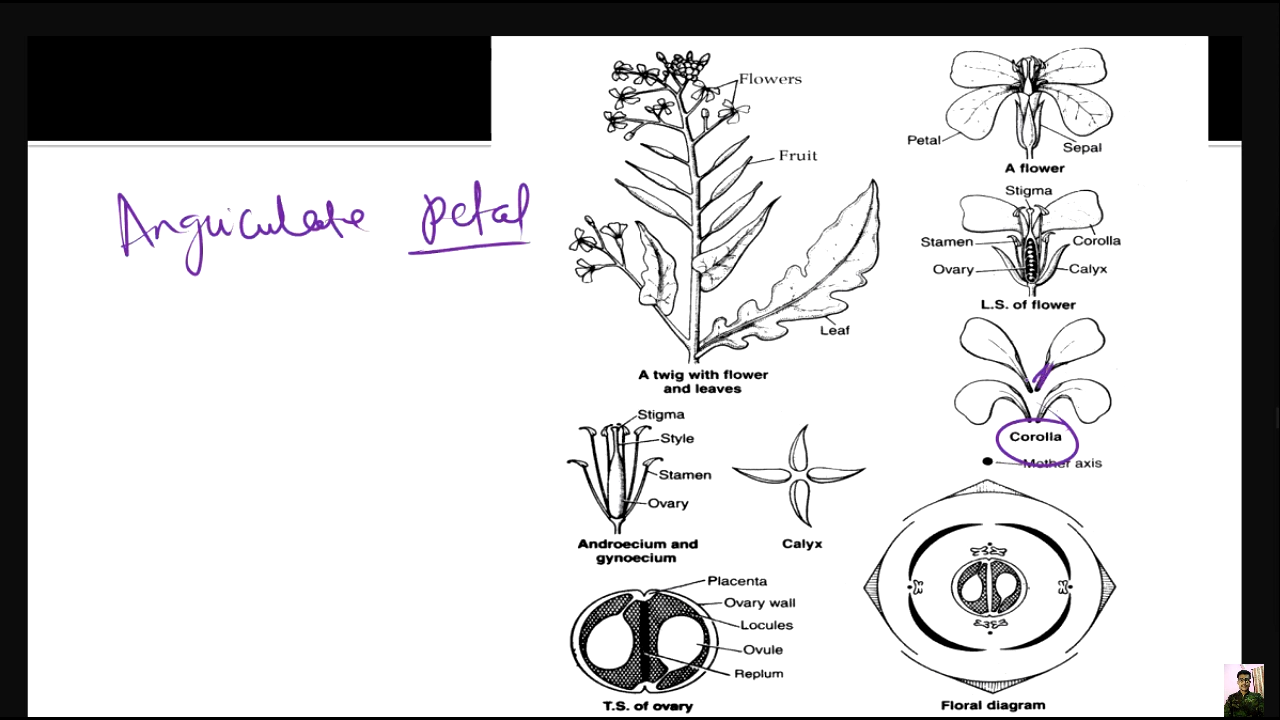 Anguiculate petal
Flowers
Fruit
Leaf
A twig with flower
and leaves
Petal
Sepal
A flower
Stigma
Stamen
Corolla
Ovary
Calyx
L.S. of flower
Corolla
Mother axis
Stigma
Style
Stamen
Ovary
Androecium and
gynoecium
Calyx
Placenta
Ovary wall
Locules
Ovule
Replum
T.S. of ovary
Floral diagram